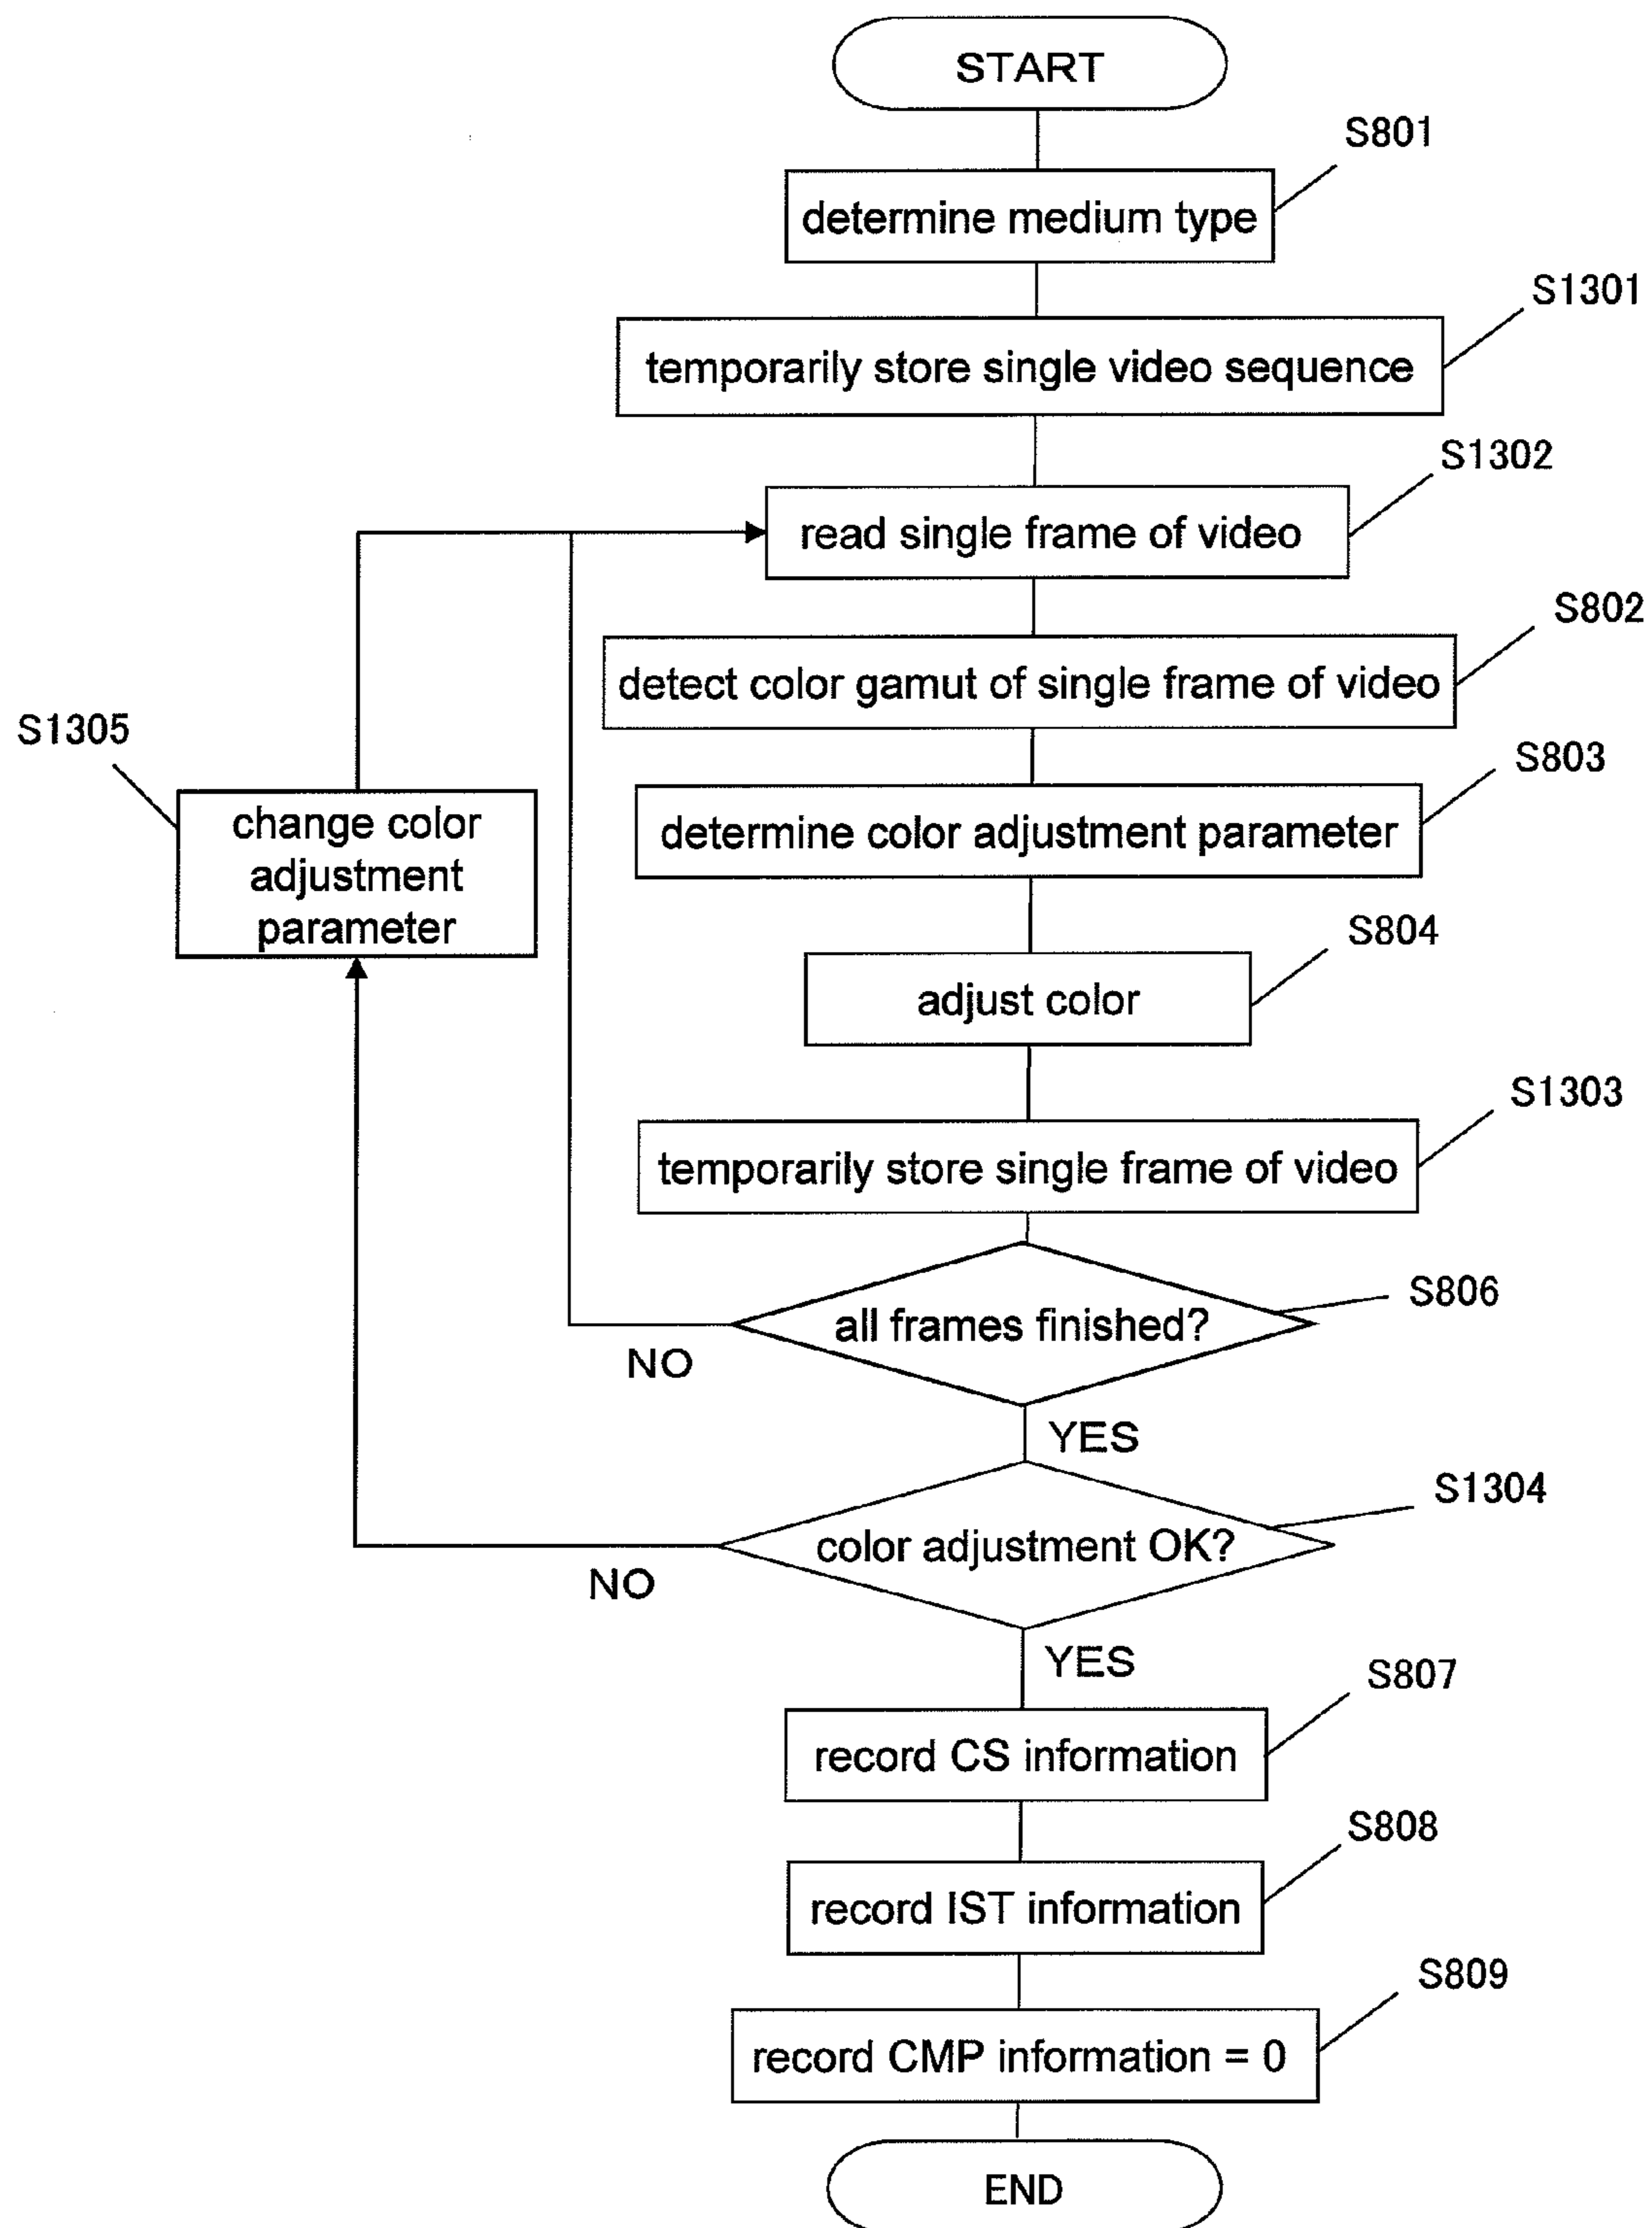 START
S801
determine medium type
S1301
temporarily store single video sequence
S1302
read single frame of video
S802
detect color gamut of single frame of video
S803
determine color adjustment parameter
S1305
change color
adjustment
parameter
S804
adjust color
S1303
temporarily store single frame of video
S806
all frames finished?
NO
YES
S1304
color adjustment OK?
NO
YES
S807
record CS information
S808
record IST information
S809
record CMP information = 0
END